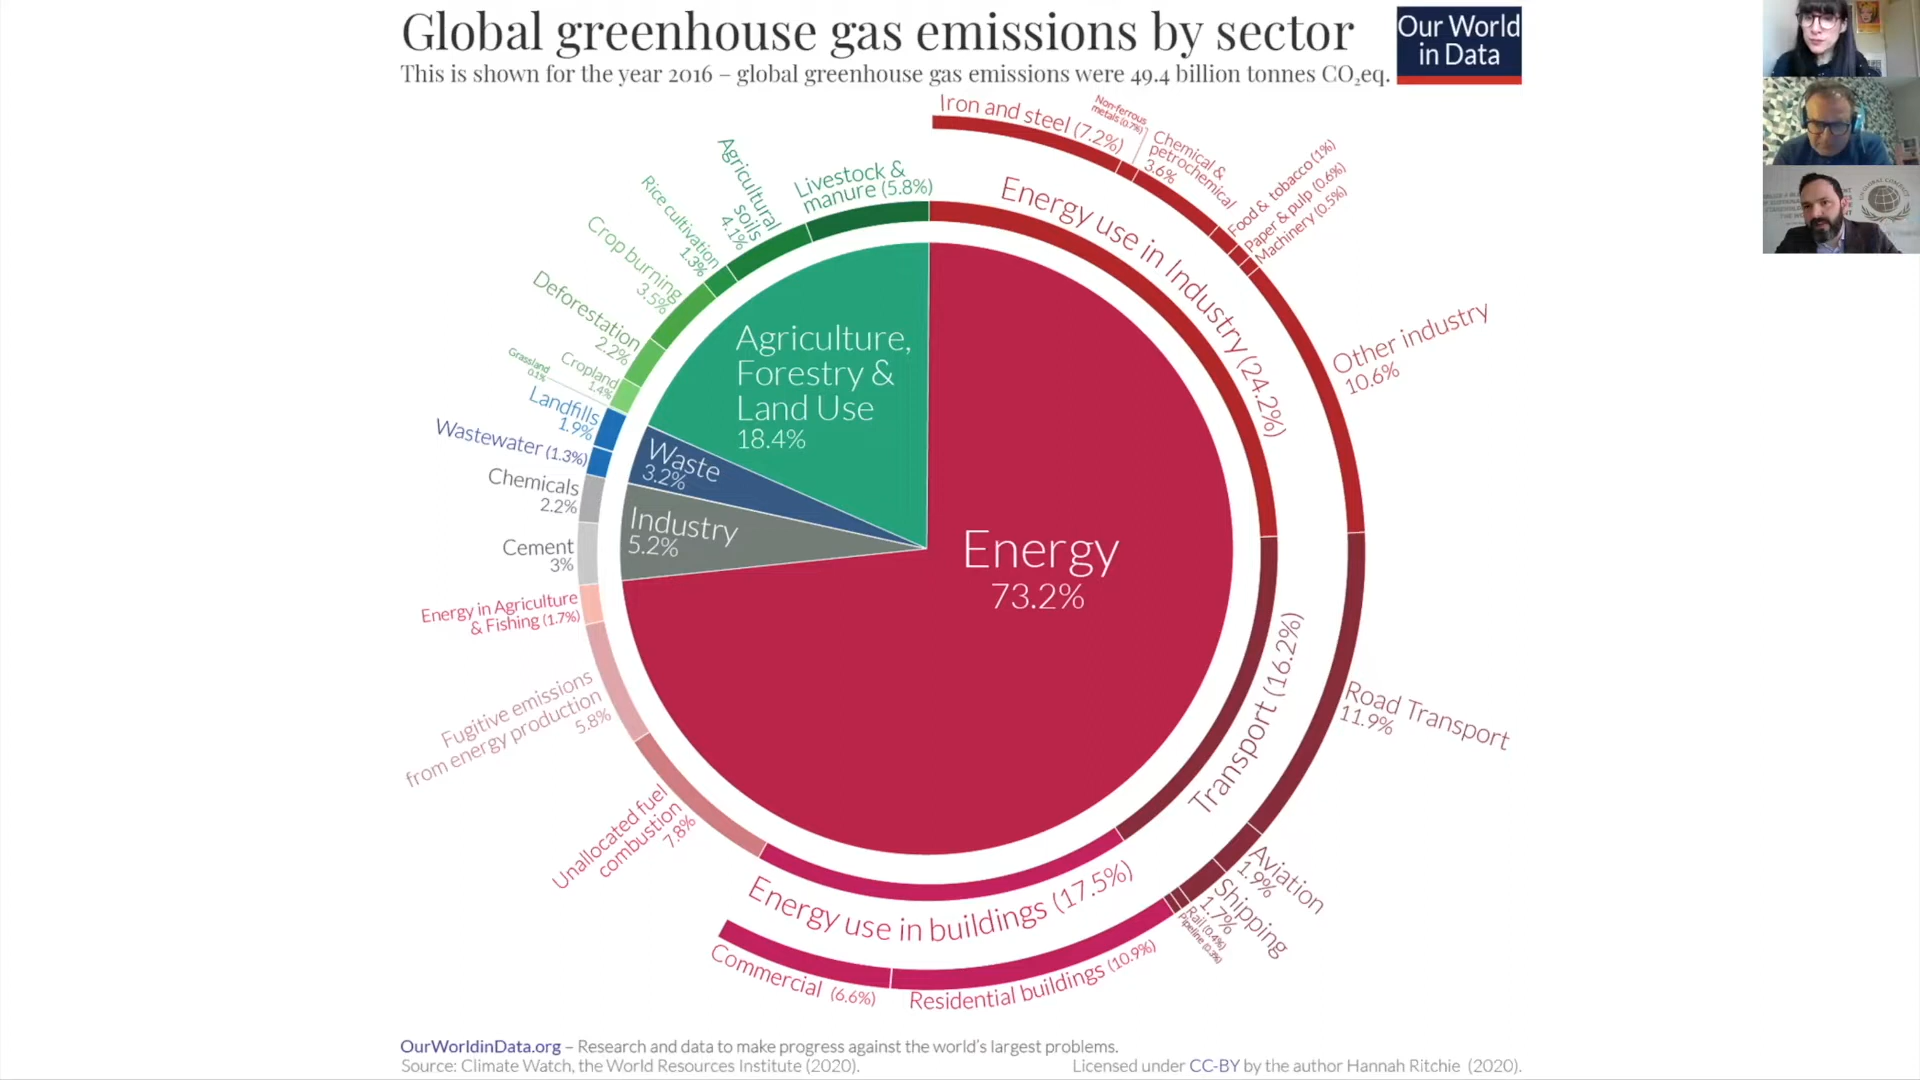 Global greenhouse gas emissions by sector
Our World
in Data
This is shown for the year 2016 – global greenhouse gas emissions were 49.4 billion tonnes CO₂eq.
Iron and steel (7.2%)
Non-ferrous
metals (0.7%)
Chemical &
petrochemical
3.6%
Food & tobacco (1%)
Paper & pulp (0.6%)
Machinery (0.5%)
Energy use in Industry (24.2%)
Other industry
10.6%
Transport (16.2%)
Road Transport
11.9%
Aviation
1.9%
Shipping
1.7%
Rail (0.4%)
Pipeline (0.3%)
Energy use in buildings (17.5%)
Residential buildings (10.9%)
Commercial (6.6%)
Unallocated fuel
combustion
7.8%
Fugitive emissions
from energy production
5.8%
Energy in Agriculture
& Fishing (1.7%)
Cement
3%
Chemicals
2.2%
Wastewater (1.3%)
Landfills
1.9%
Grassland
0.1%
Cropland
1.4%
Deforestation
2.2%
Crop burning
3.5%
Rice cultivation
1.3%
Agricultural
soils
4.1%
Livestock &
manure (5.8%)
Agriculture,
Forestry &
Land Use
18.4%
Waste
3.2%
Industry
5.2%
Energy
73.2%
OurWorldinData.org – Research and data to make progress against the world's largest problems.
Source: Climate Watch, the World Resources Institute (2020).
Licensed under CC-BY by the author Hannah Ritchie (2020).